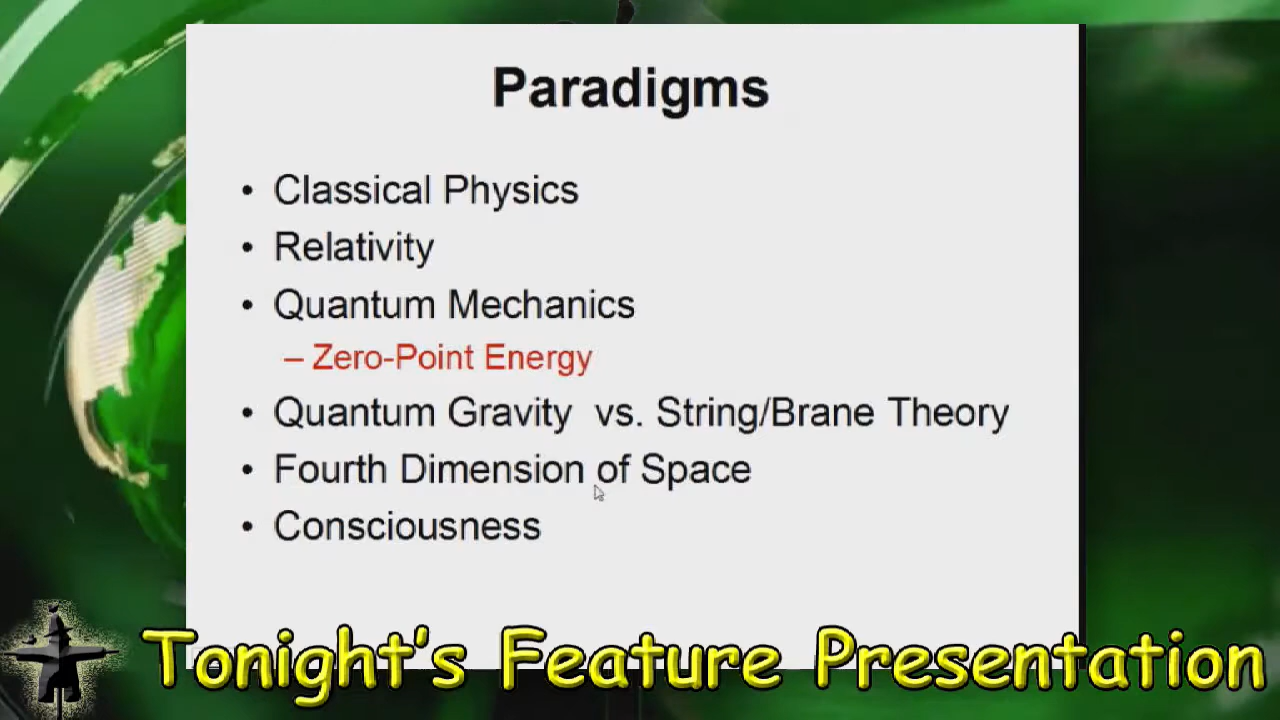 Paradigms
• Classical Physics
• Relativity
• Quantum Mechanics
– Zero-Point Energy
• Quantum Gravity  vs. String/Brane Theory
• Fourth Dimension of Space
• Consciousness
Tonight's Feature Presentation